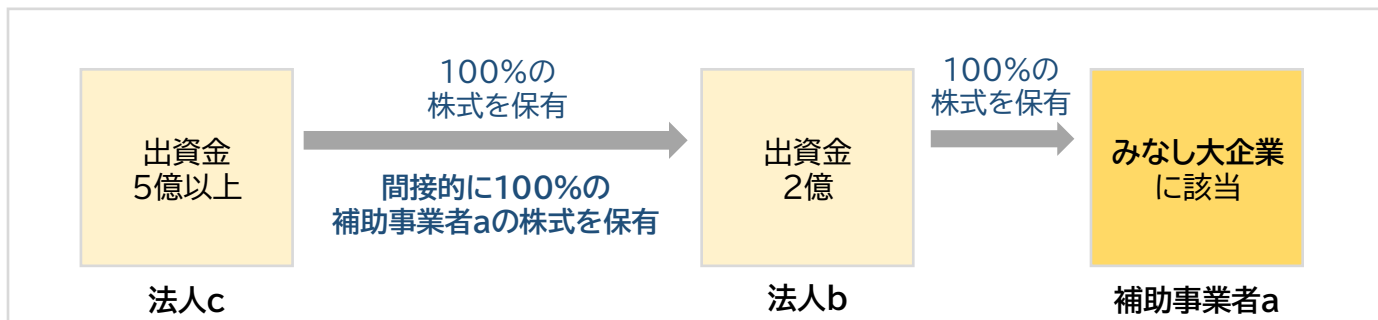 出資金
5億以上
法人c
100%の
株式を保有
間接的に100%の
補助事業者aの株式を保有
出資金
2億
法人b
100%の
株式を保有
みなし大企業
に該当
補助事業者a